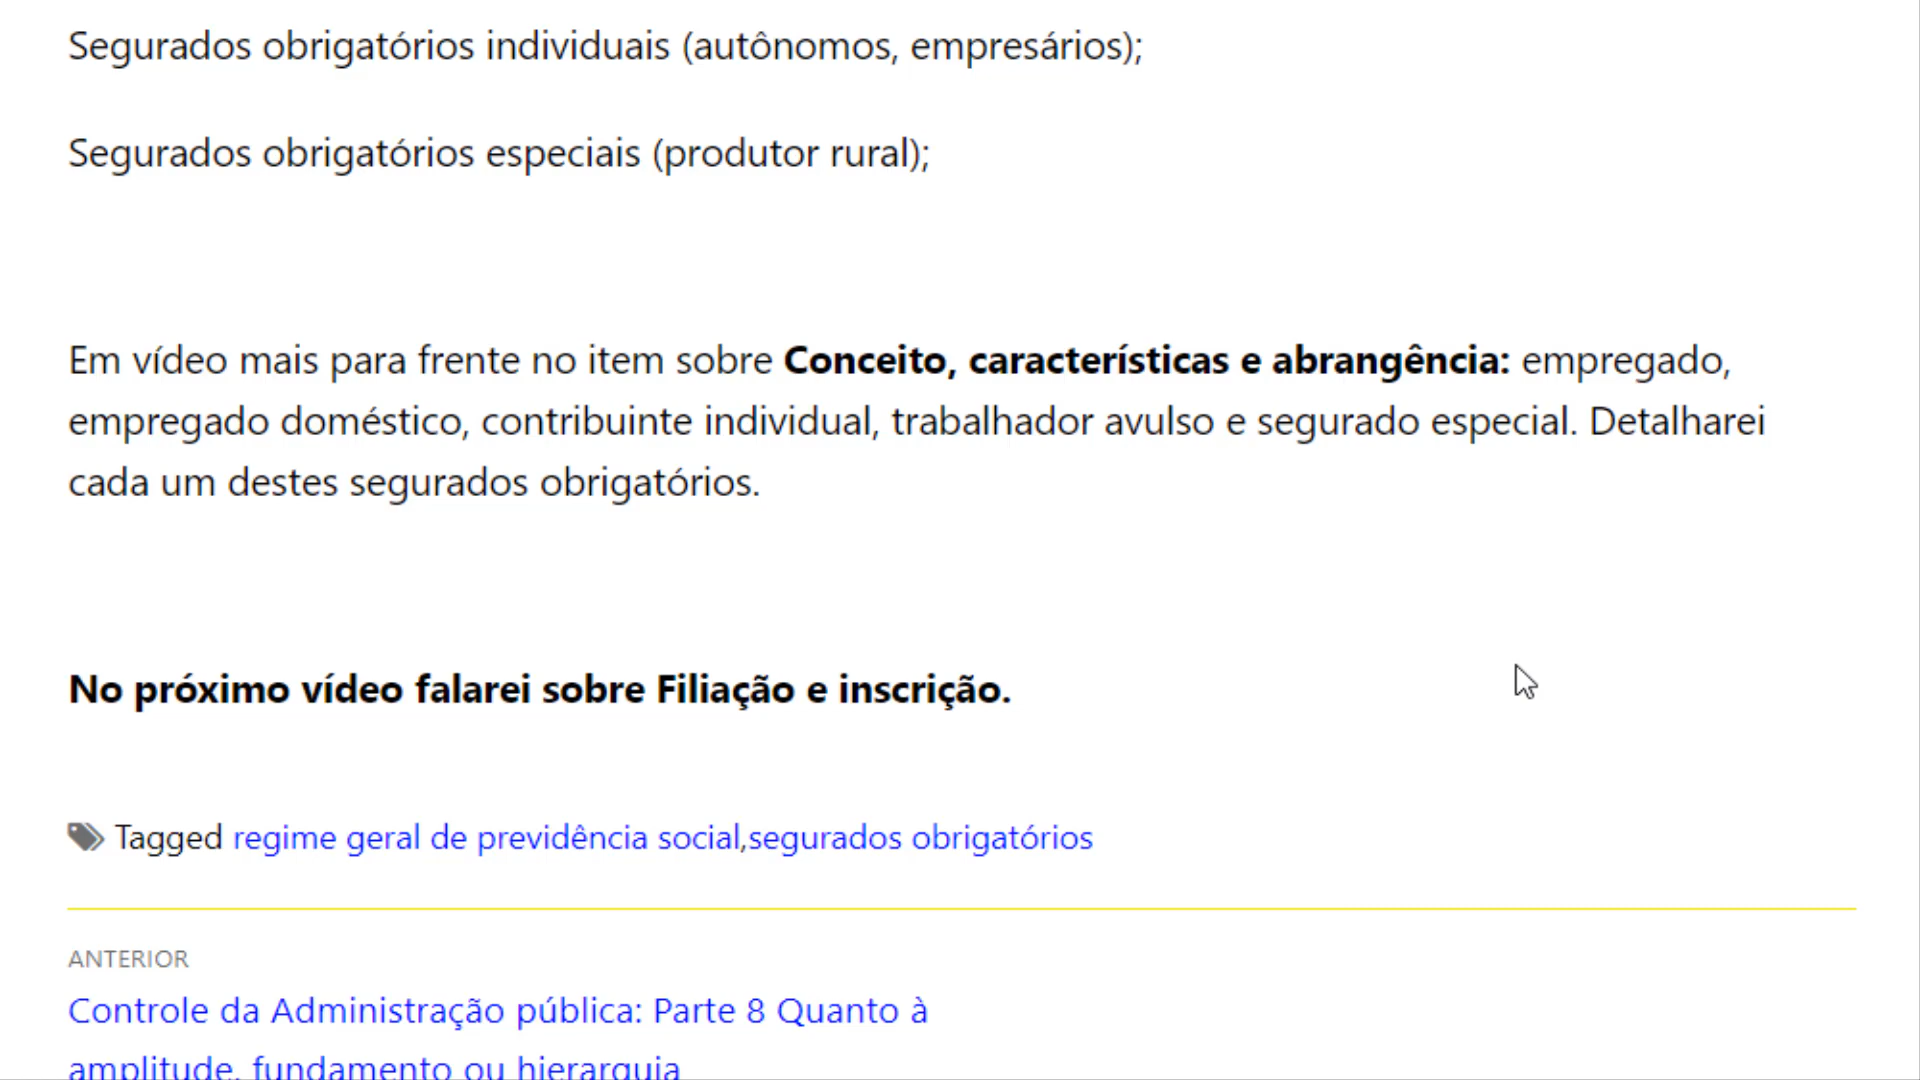 Segurados obrigatórios individuais (autônomos, empresários);
Segurados obrigatórios especiais (produtor rural);
Em vídeo mais para frente no item sobre Conceito, características e abrangência: empregado,
empregado doméstico, contribuinte individual, trabalhador avulso e segurado especial. Detalharei
cada um destes segurados obrigatórios.
No próximo vídeo falarei sobre Filiação e inscrição.
Tagged regime geral de previdência social,segurados obrigatórios
ANTERIOR
Controle da Administração pública: Parte 8 Quanto à
amplitude, fundamento ou hierarquia